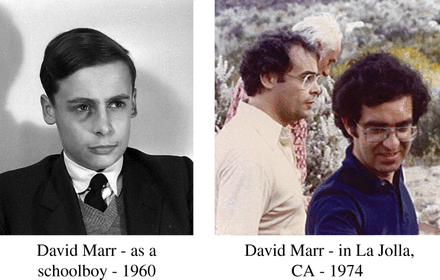 David Marr - as a
schoolboy - 1960
David Marr - in La Jolla,
CA - 1974